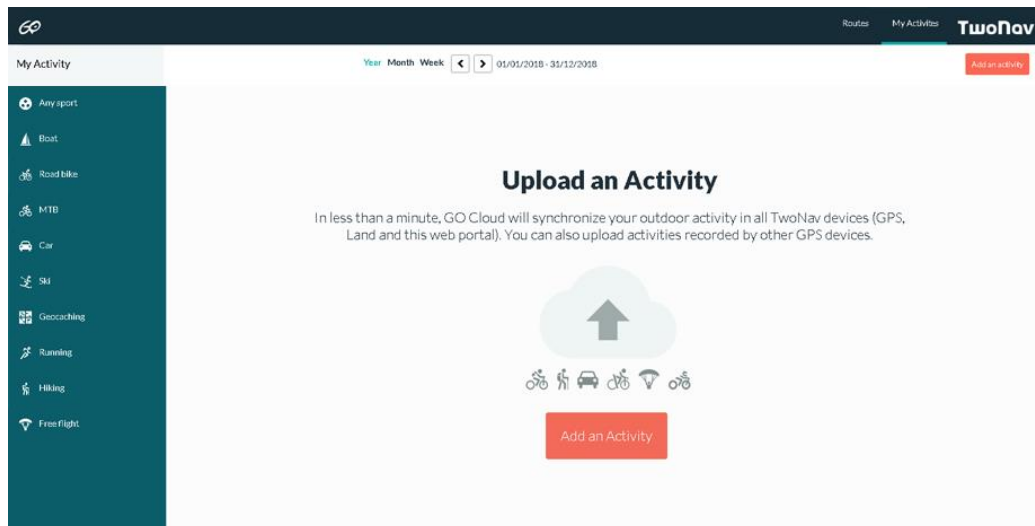 GO
Routes
My Activites
TwoNav
My Activity
Year Month Week 01/01/2018 - 31/12/2018
Add an activity
Any sport
Boat
Road bike
MTB
Car
Ski
Geocaching
Running
Hiking
Free flight
Upload an Activity
In less than a minute, GO Cloud will synchronize your outdoor activity in all TwoNav devices (GPS,
Land and this web portal). You can also upload activities recorded by other GPS devices.
Add an Activity